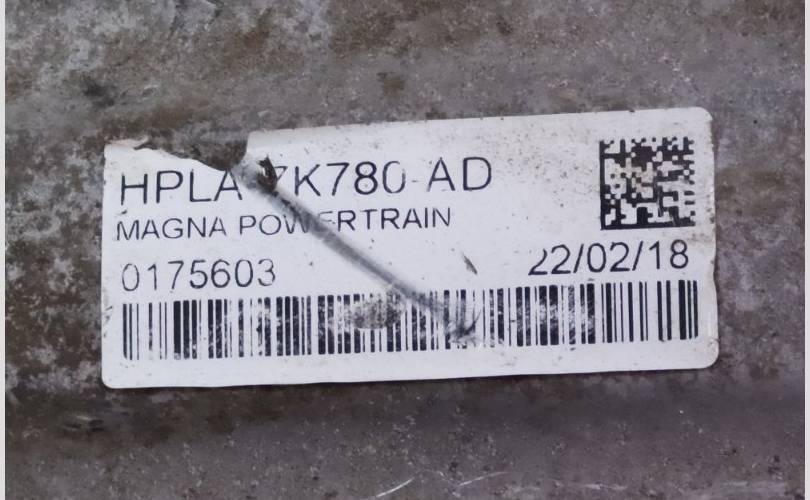 HPLA-7K780-AD
MAGNA POWERTRAIN
0175603
22/02/18